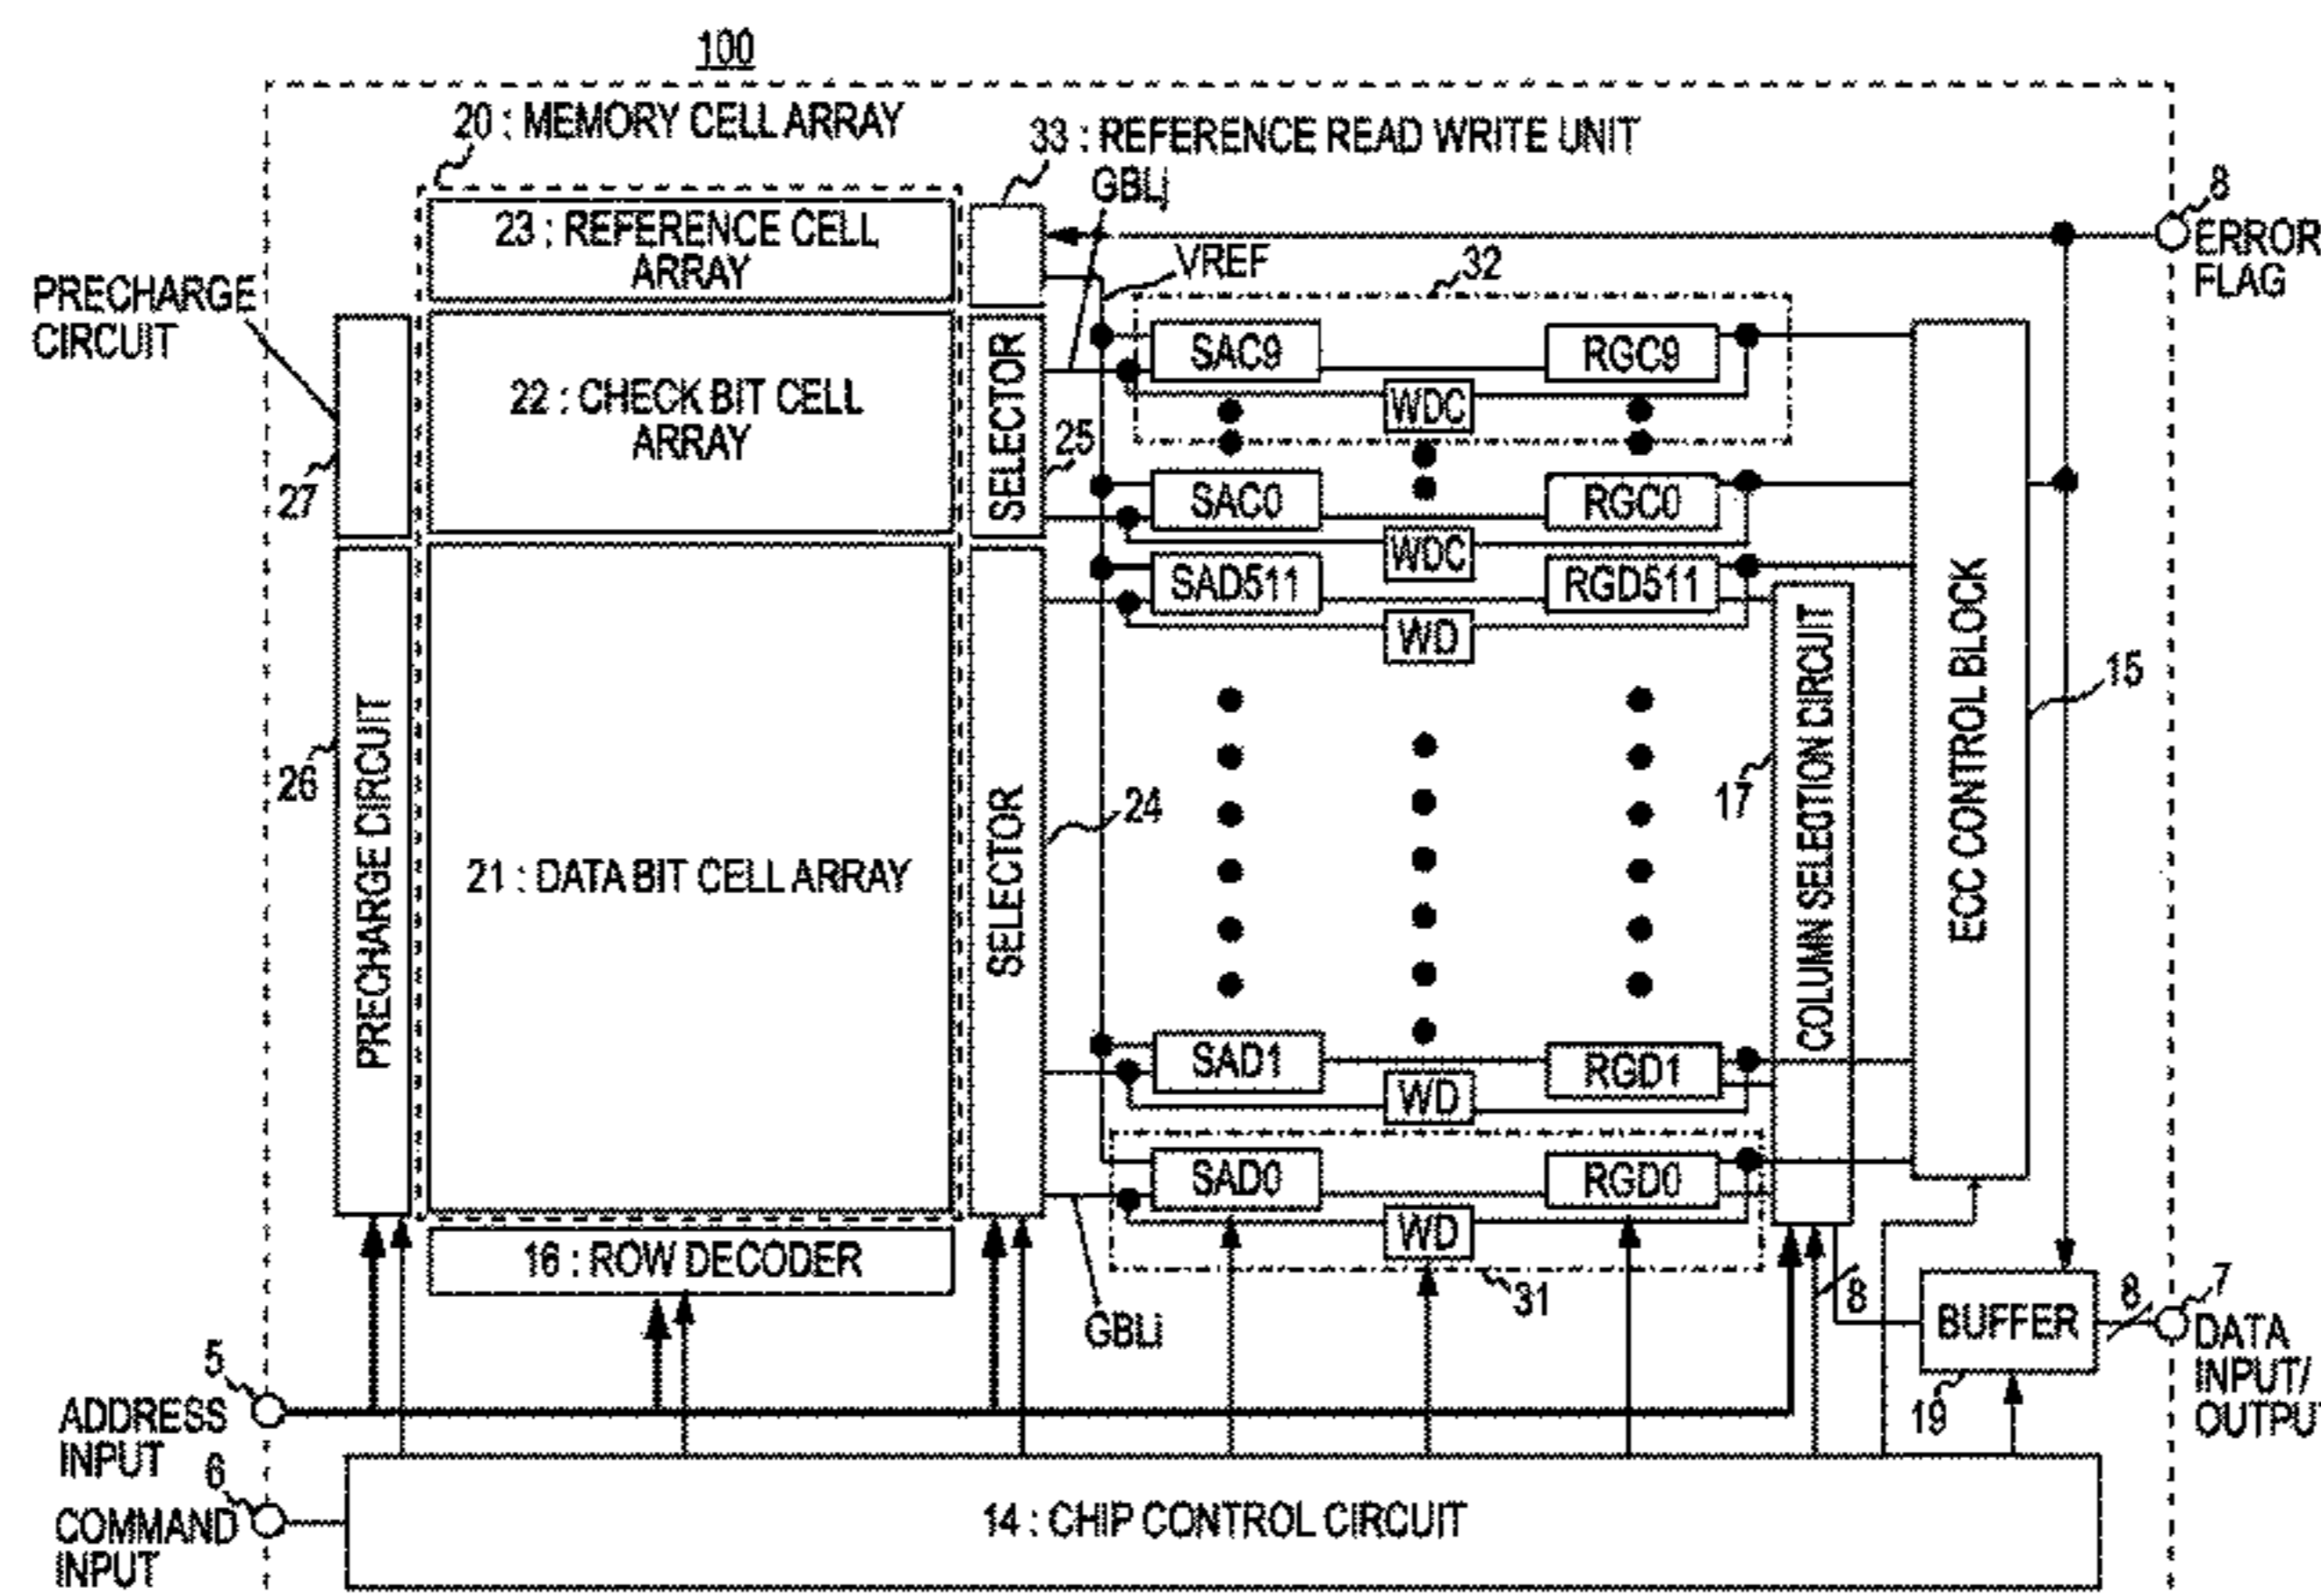 100
20 : MEMORY CELL ARRAY
33 : REFERENCE READ WRITE UNIT
GBLj
8
ERROR
FLAG
23 : REFERENCE CELL
ARRAY
VREF
32
PRECHARGE
CIRCUIT
27
22 : CHECK BIT CELL
ARRAY
SELECTOR
25
SAC9
RGC9
WDC
SAC0
RGC0
WDC
SAD511
RGD511
WD
26
PRECHARGE CIRCUIT
21 : DATA BIT CELL ARRAY
SELECTOR
24
17
COLUMN SELECTION CIRCUIT
ECC CONTROL BLOCK
15
SAD1
RGD1
WD
SAD0
RGD0
WD
31
16 : ROW DECODER
GBLi
8
BUFFER
19
8
7
DATA
INPUT/
OUTPUT
5
ADDRESS
INPUT
6
COMMAND
INPUT
14 : CHIP CONTROL CIRCUIT